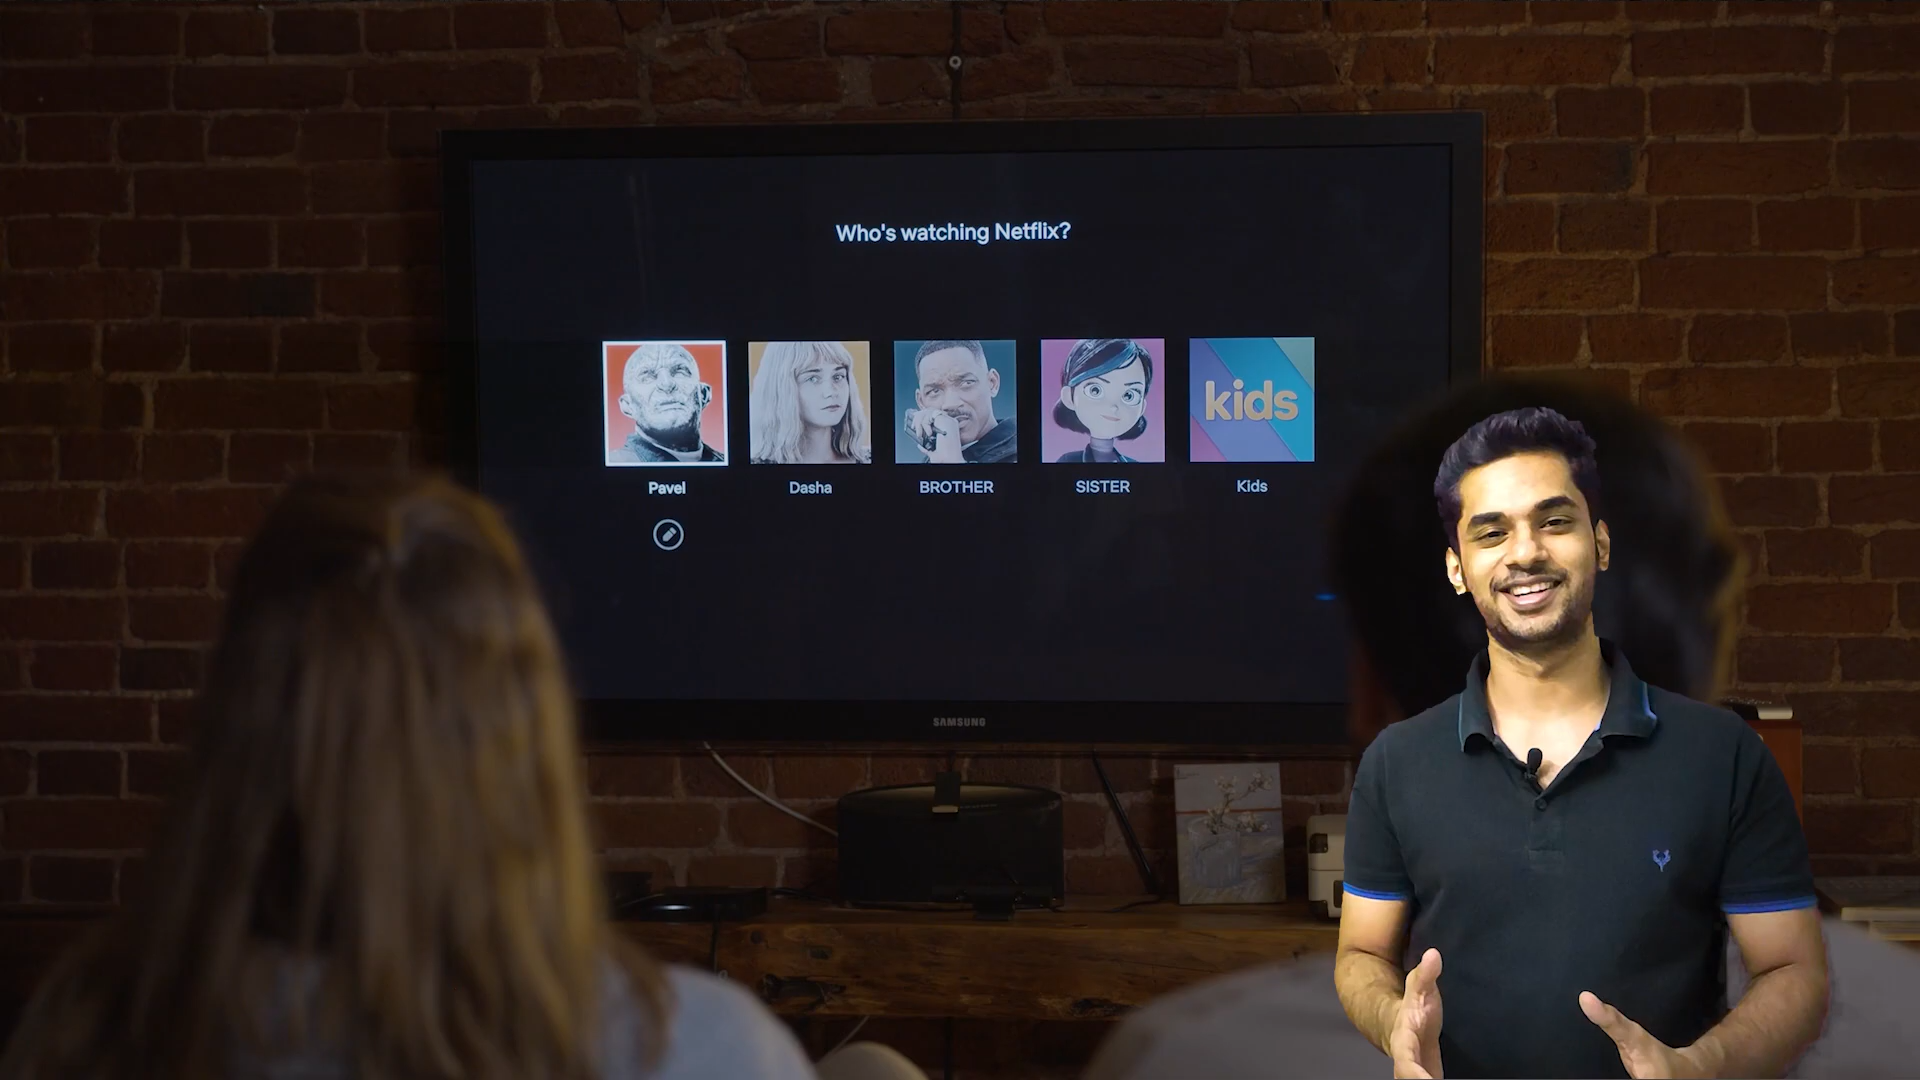 Who's watching Netflix?
kids
Pavel
Dasha
BROTHER
SISTER
Kids
SAMSUNG